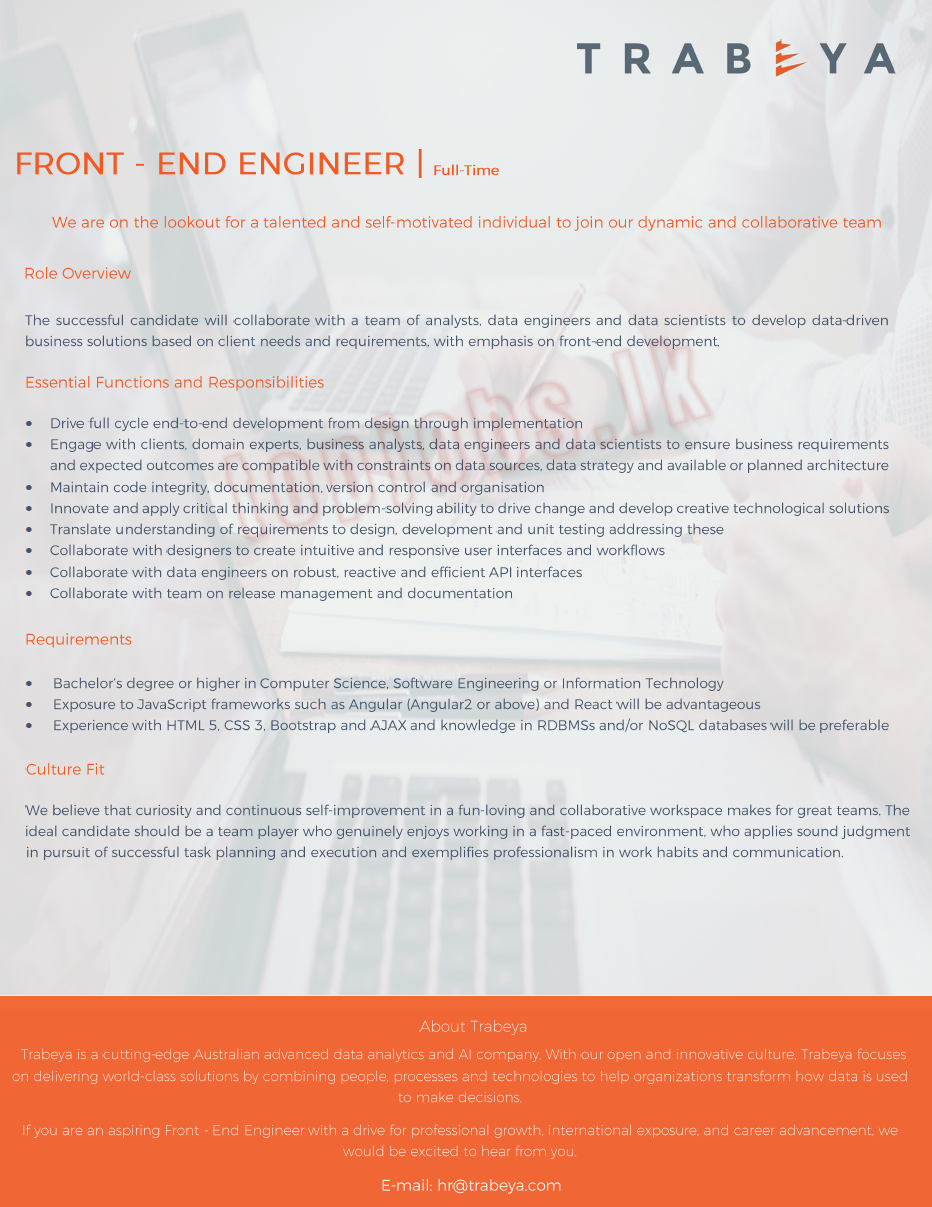 TRABEYA
FRONT - END ENGINEER | Full-Time
We are on the lookout for a talented and self-motivated individual to join our dynamic and collaborative team
Role Overview
The successful candidate will collaborate with a team of analysts, data engineers and data scientists to develop data-driven
business solutions based on client needs and requirements, with emphasis on front-end development.
Essential Functions and Responsibilities
• Drive full cycle end-to-end development from design through implementation
• Engage with clients, domain experts, business analysts, data engineers and data scientists to ensure business requirements
and expected outcomes are compatible with constraints on data sources, data strategy and available or planned architecture
• Maintain code integrity, documentation, version control and organisation
• Innovate and apply critical thinking and problem-solving ability to drive change and develop creative technological solutions
• Translate understanding of requirements to design, development and unit testing addressing these
• Collaborate with designers to create intuitive and responsive user interfaces and workflows
• Collaborate with data engineers on robust, reactive and efficient API interfaces
• Collaborate with team on release management and documentation
topjobs.lk
Requirements
• Bachelor's degree or higher in Computer Science, Software Engineering or Information Technology
• Exposure to JavaScript frameworks such as Angular (Angular2 or above) and React will be advantageous
• Experience with HTML 5, CSS 3, Bootstrap and AJAX and knowledge in RDBMSs and/or NoSQL databases will be preferable
Culture Fit
We believe that curiosity and continuous self-improvement in a fun-loving and collaborative workspace makes for great teams. The
ideal candidate should be a team player who genuinely enjoys working in a fast-paced environment, who applies sound judgment
in pursuit of successful task planning and execution and exemplifies professionalism in work habits and communication.
About Trabeya
Trabeya is a cutting-edge Australian advanced data analytics and AI company. With our open and innovative culture, Trabeya focuses
on delivering world-class solutions by combining people, processes and technologies to help organizations transform how data is used
to make decisions.
If you are an aspiring Front - End Engineer with a drive for professional growth, international exposure, and career advancement, we
would be excited to hear from you.
E-mail: hr@trabeya.com